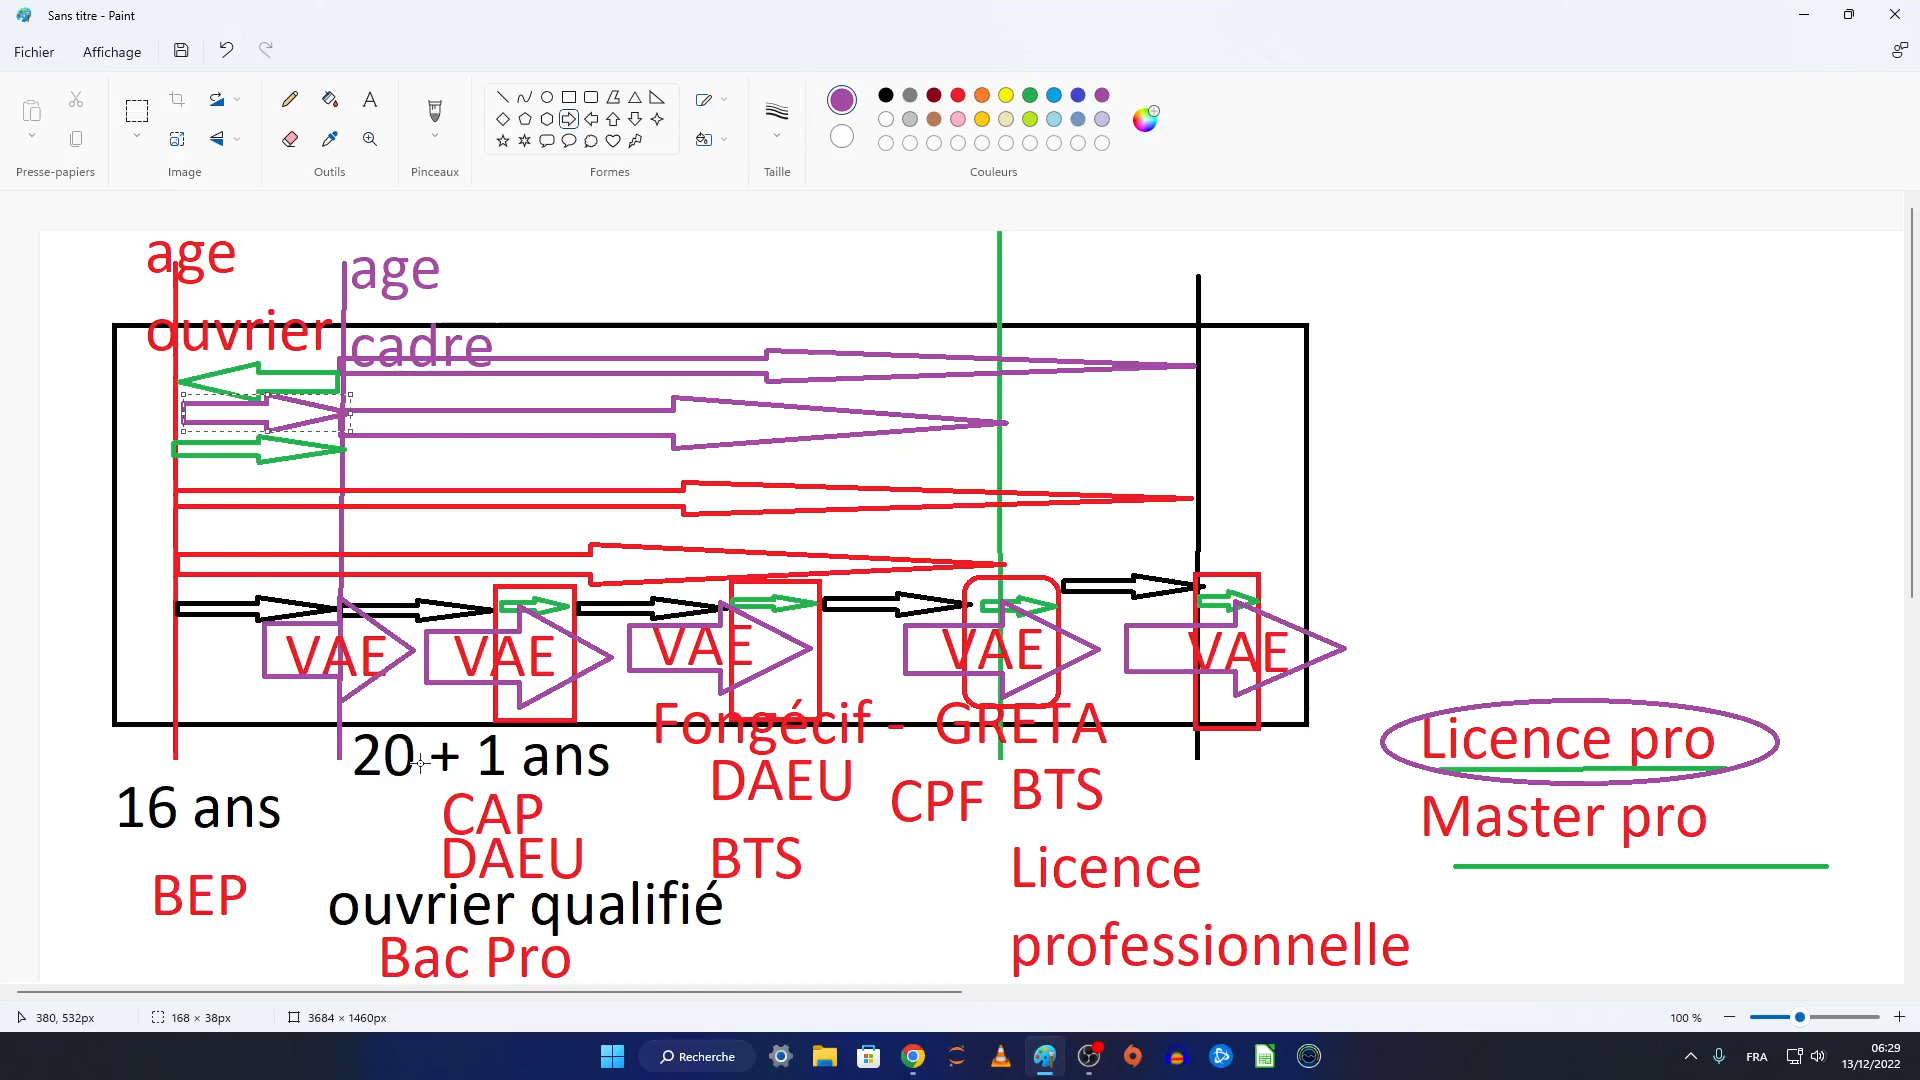 Sans titre - Paint
Fichier Affichage
Presse-papiers Image Outils Pinceaux Formes Taille Couleurs
age ouvrier
age cadre
VAE VAE VAE VAE VAE
Fongécif - GRETA
20 + 1 ans
16 ans
CAP
DAEU
DAEU
BTS
CPF
BTS
Licence
professionnelle
BEP
ouvrier qualifié
Bac Pro
Licence pro
Master pro
380, 532px 168 × 38px 3684 × 1460px 100 %
Recherche
FRA
06:29
13/12/2022